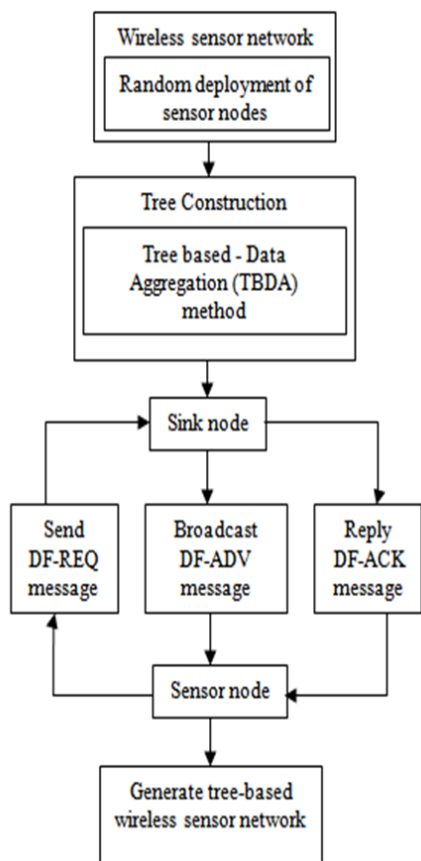 Wireless sensor network
Random deployment of
sensor nodes
Tree Construction
Tree based - Data
Aggregation (TBDA)
method
Sink node
Send
DF-REQ
message
Broadcast
DF-ADV
message
Reply
DF-ACK
message
Sensor node
Generate tree-based
wireless sensor network